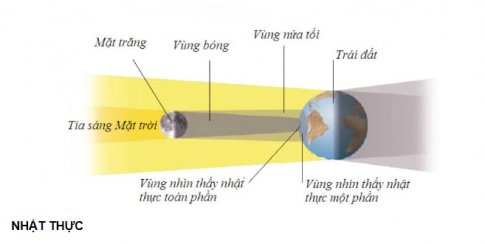 Mặt trăng
Vùng bóng
Vùng nửa tối
Trái đất
Tia sáng Mặt trời
Vùng nhìn thấy nhật
thực toàn phần
Vùng nhìn thấy nhật
thực một phần
NHẬT THỰC